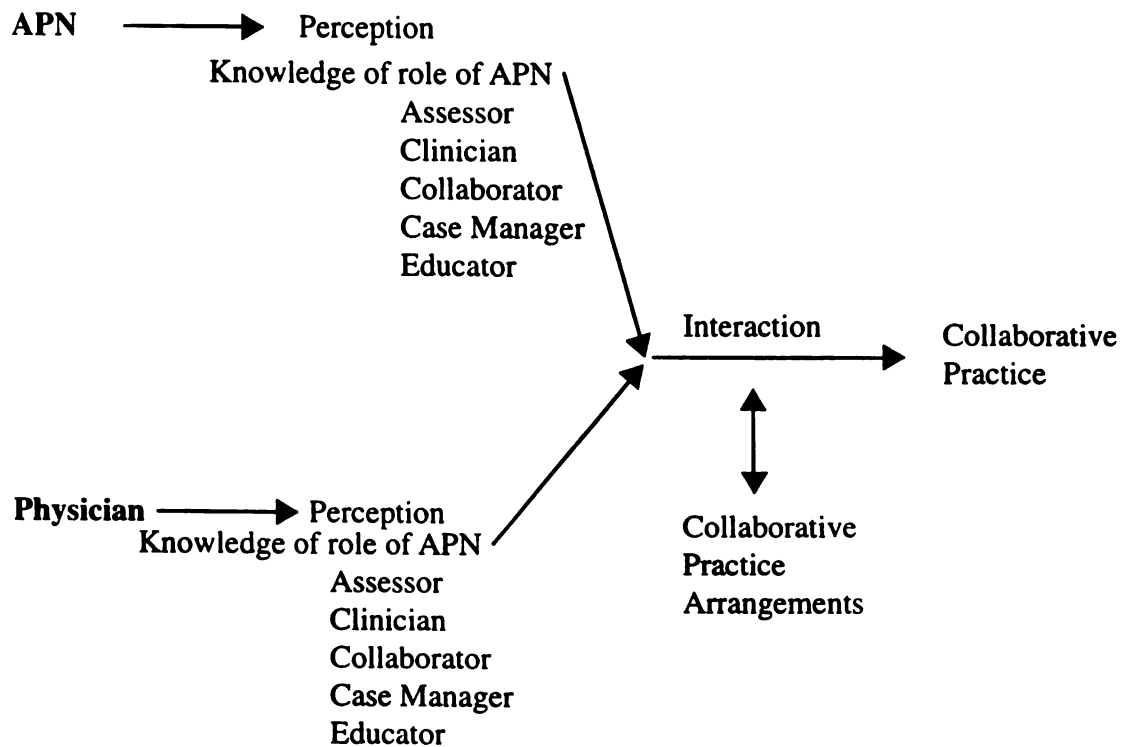 APN Perception
Knowledge of role of APN
Assessor
Clinician
Collaborator
Case Manager
Educator
Interaction
Collaborative
Practice
Physician Perception
Knowledge of role of APN
Assessor
Clinician
Collaborator
Case Manager
Educator
Collaborative
Practice
Arrangements